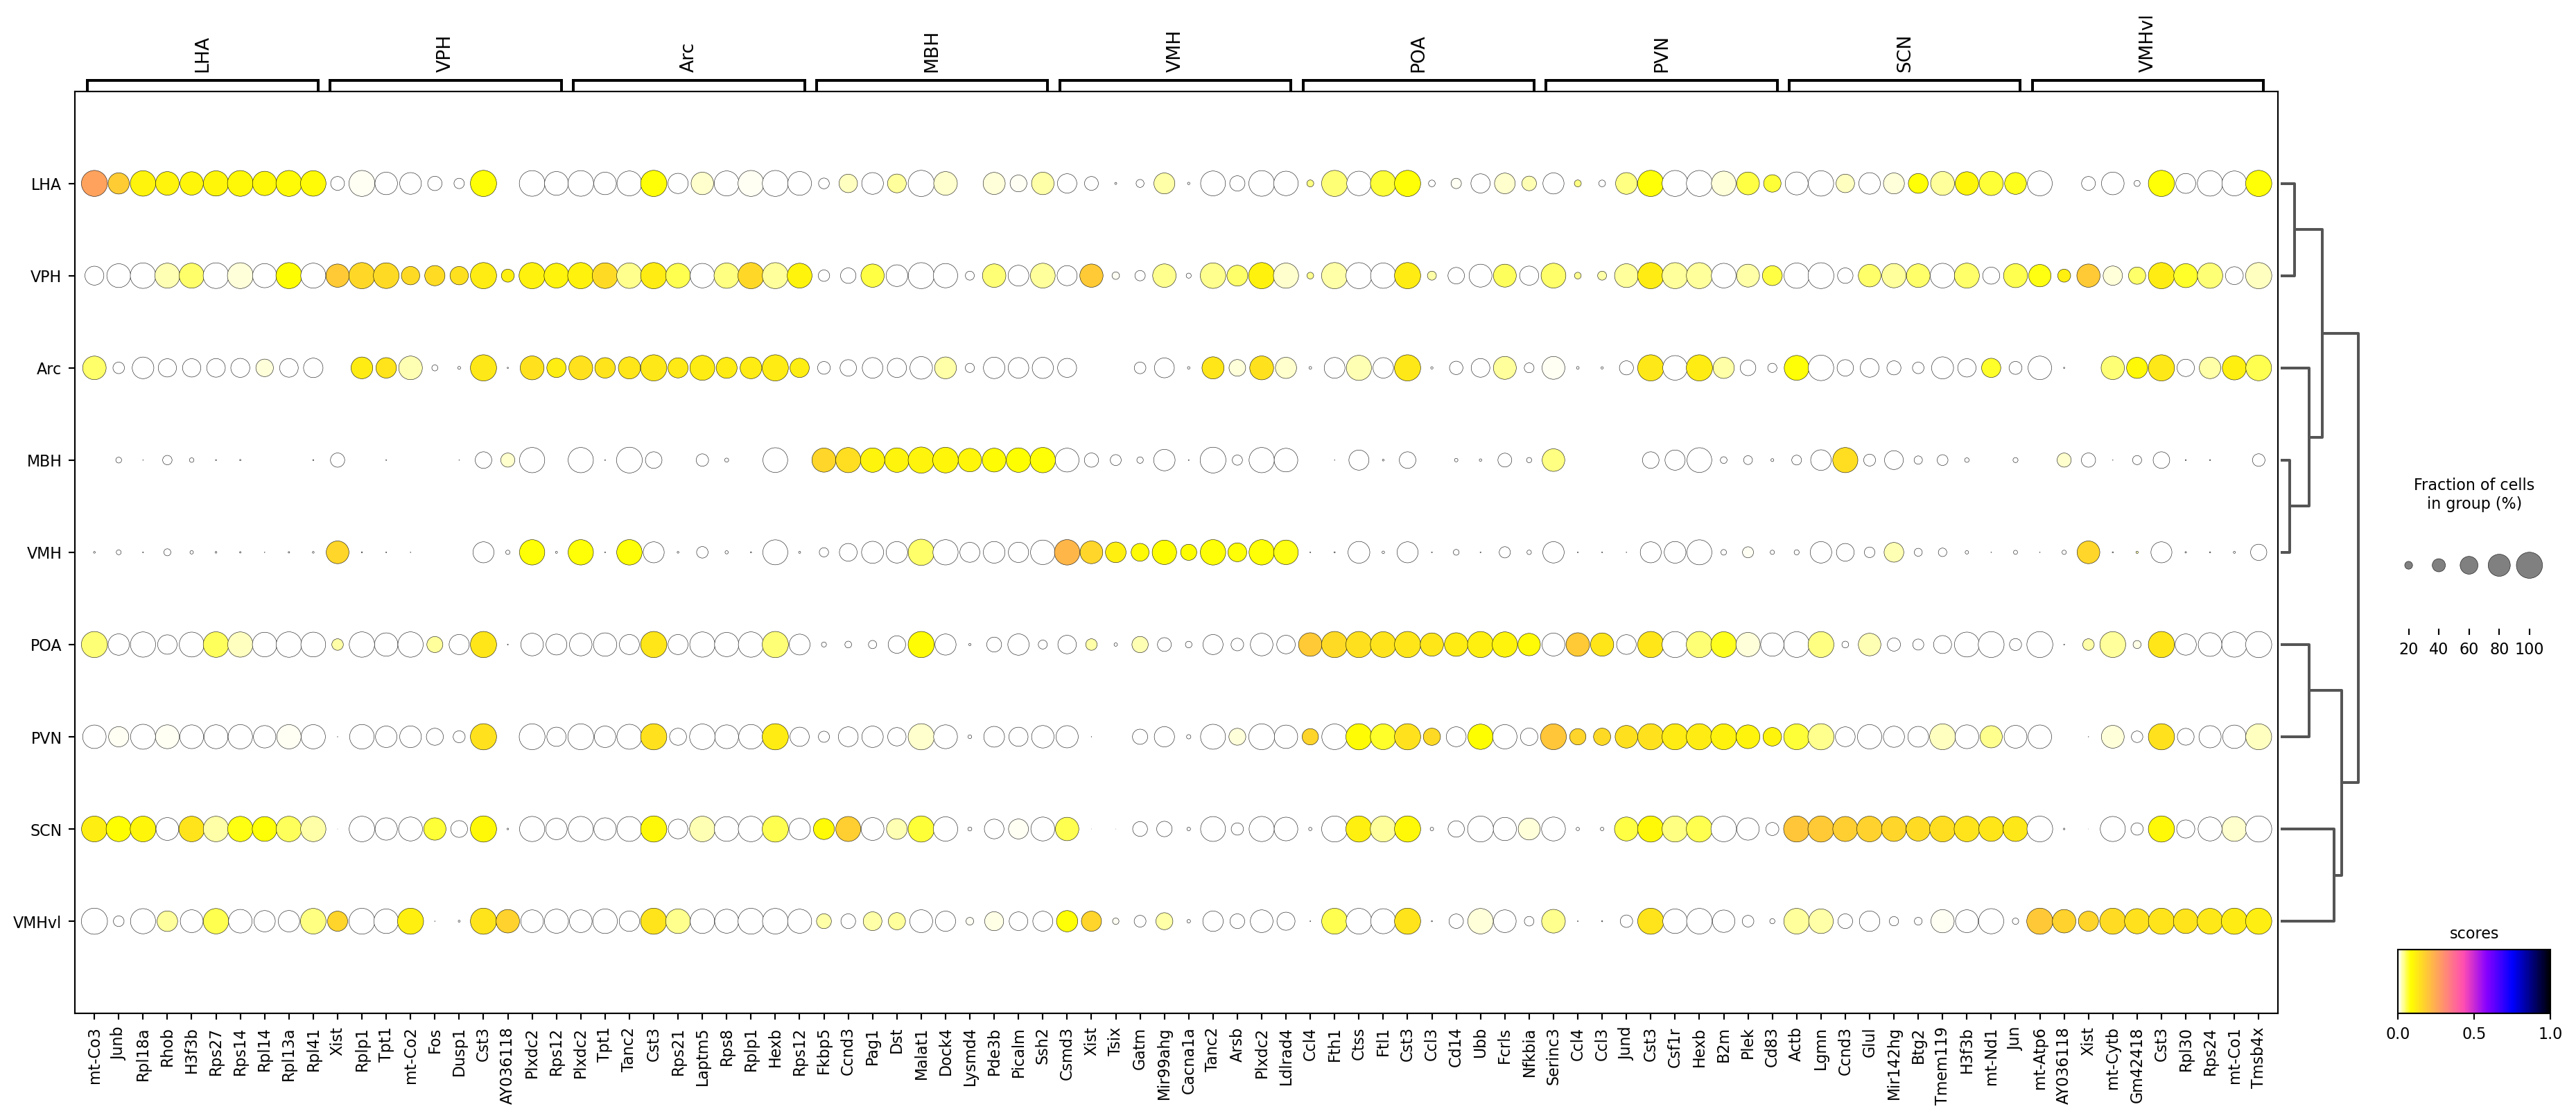 LHA
VPH
Arc
MBH
VMH
POA
PVN
SCN
VMHvl
LHA
VPH
Arc
MBH
VMH
POA
PVN
SCN
VMHvl
mt-Co3
Junb
Rpl18a
Rhob
H3f3b
Rps27
Rps14
Rpl14
Rpl13a
Rpl41
Xist
Rplp1
Tpt1
mt-Co2
Fos
Dusp1
Cst3
AY036118
Plxdc2
Rps12
Plxdc2
Tpt1
Tanc2
Cst3
Rps21
Laptm5
Rps8
Rplp1
Hexb
Rps12
Fkbp5
Ccnd3
Pag1
Dst
Malat1
Dock4
Lysmd4
Pde3b
Picalm
Ssh2
Csmd3
Xist
Tsix
Gatm
Mir99ahg
Cacna1a
Tanc2
Arsb
Plxdc2
Ldlrad4
Ccl4
Fth1
Ctss
Ftl1
Cst3
Ccl3
Cd14
Ubb
Fcrls
Nfkbia
Serinc3
Ccl4
Ccl3
Jund
Cst3
Csf1r
Hexb
B2m
Plek
Cd83
Actb
Lgmn
Ccnd3
Glul
Mir142hg
Btg2
Tmem119
H3f3b
mt-Nd1
Jun
mt-Atp6
AY036118
Xist
mt-Cytb
Gm42418
Cst3
Rpl30
Rps24
mt-Co1
Tmsb4x
Fraction of cells
in group (%)
20 40 60 80 100
scores
0.0 0.5 1.0